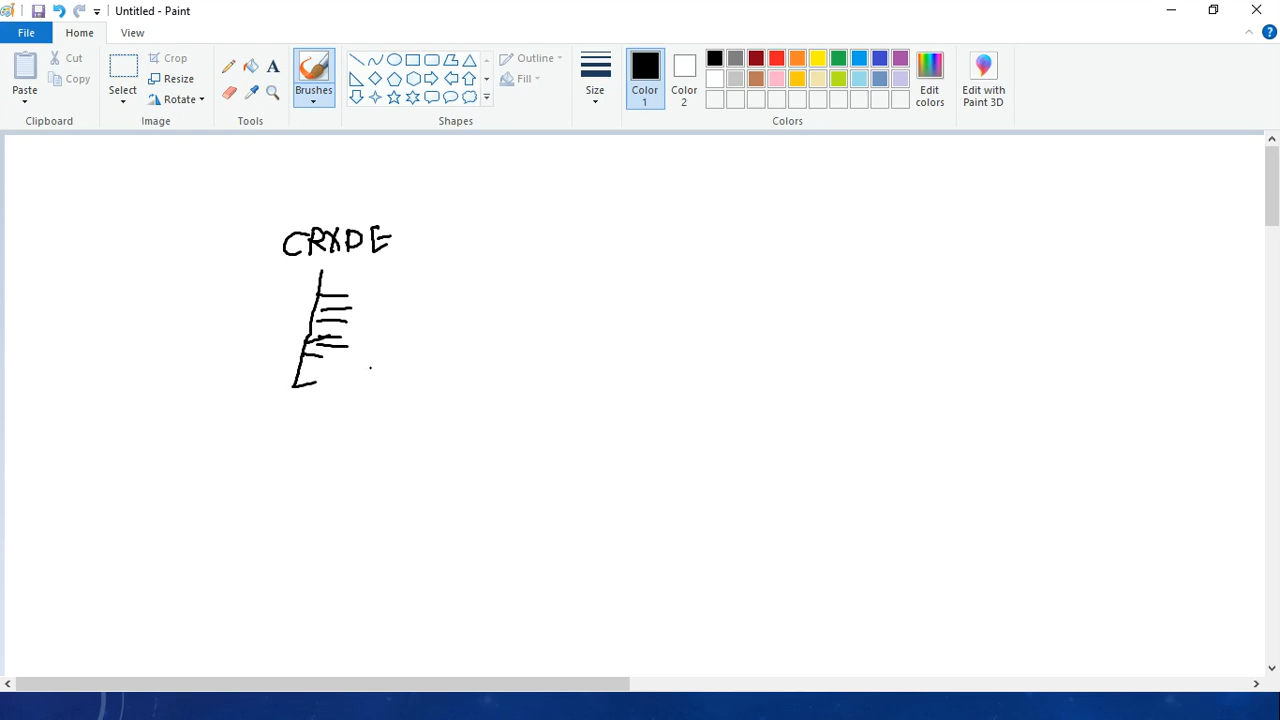 Untitled - Paint
File Home View
Paste
Cut
Copy
Clipboard
Select
Crop
Resize
Rotate
Image
A
Tools
Brushes
Outline
Fill
Shapes
Size
Color
1
Color
2
Edit
colors
Colors
Edit with
Paint 3D
CRXDE